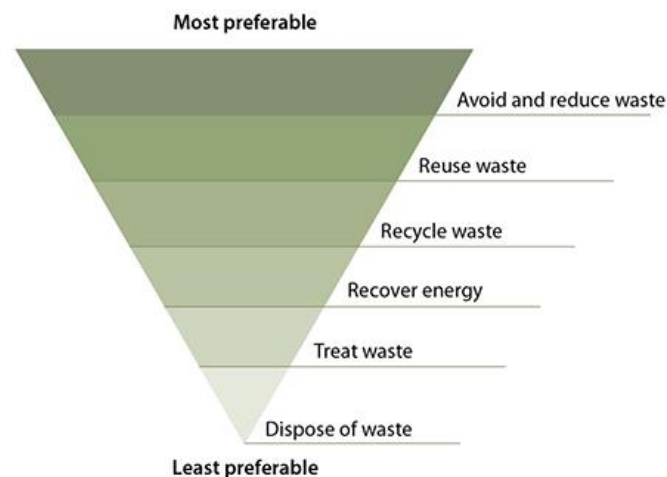 Most preferable
Avoid and reduce waste
Reuse waste
Recycle waste
Recover energy
Treat waste
Dispose of waste
Least preferable